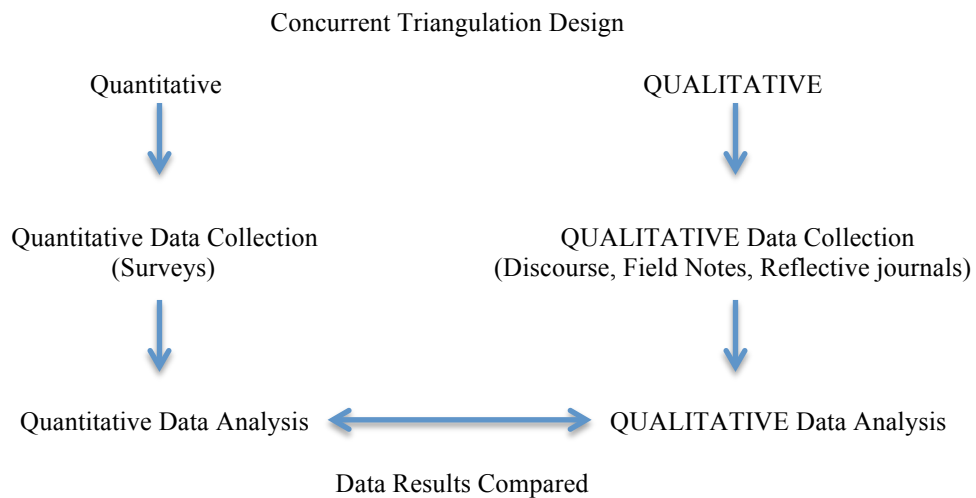 Concurrent Triangulation Design
Quantitative
QUALITATIVE
Quantitative Data Collection
(Surveys)
QUALITATIVE Data Collection
(Discourse, Field Notes, Reflective journals)
Quantitative Data Analysis
QUALITATIVE Data Analysis
Data Results Compared